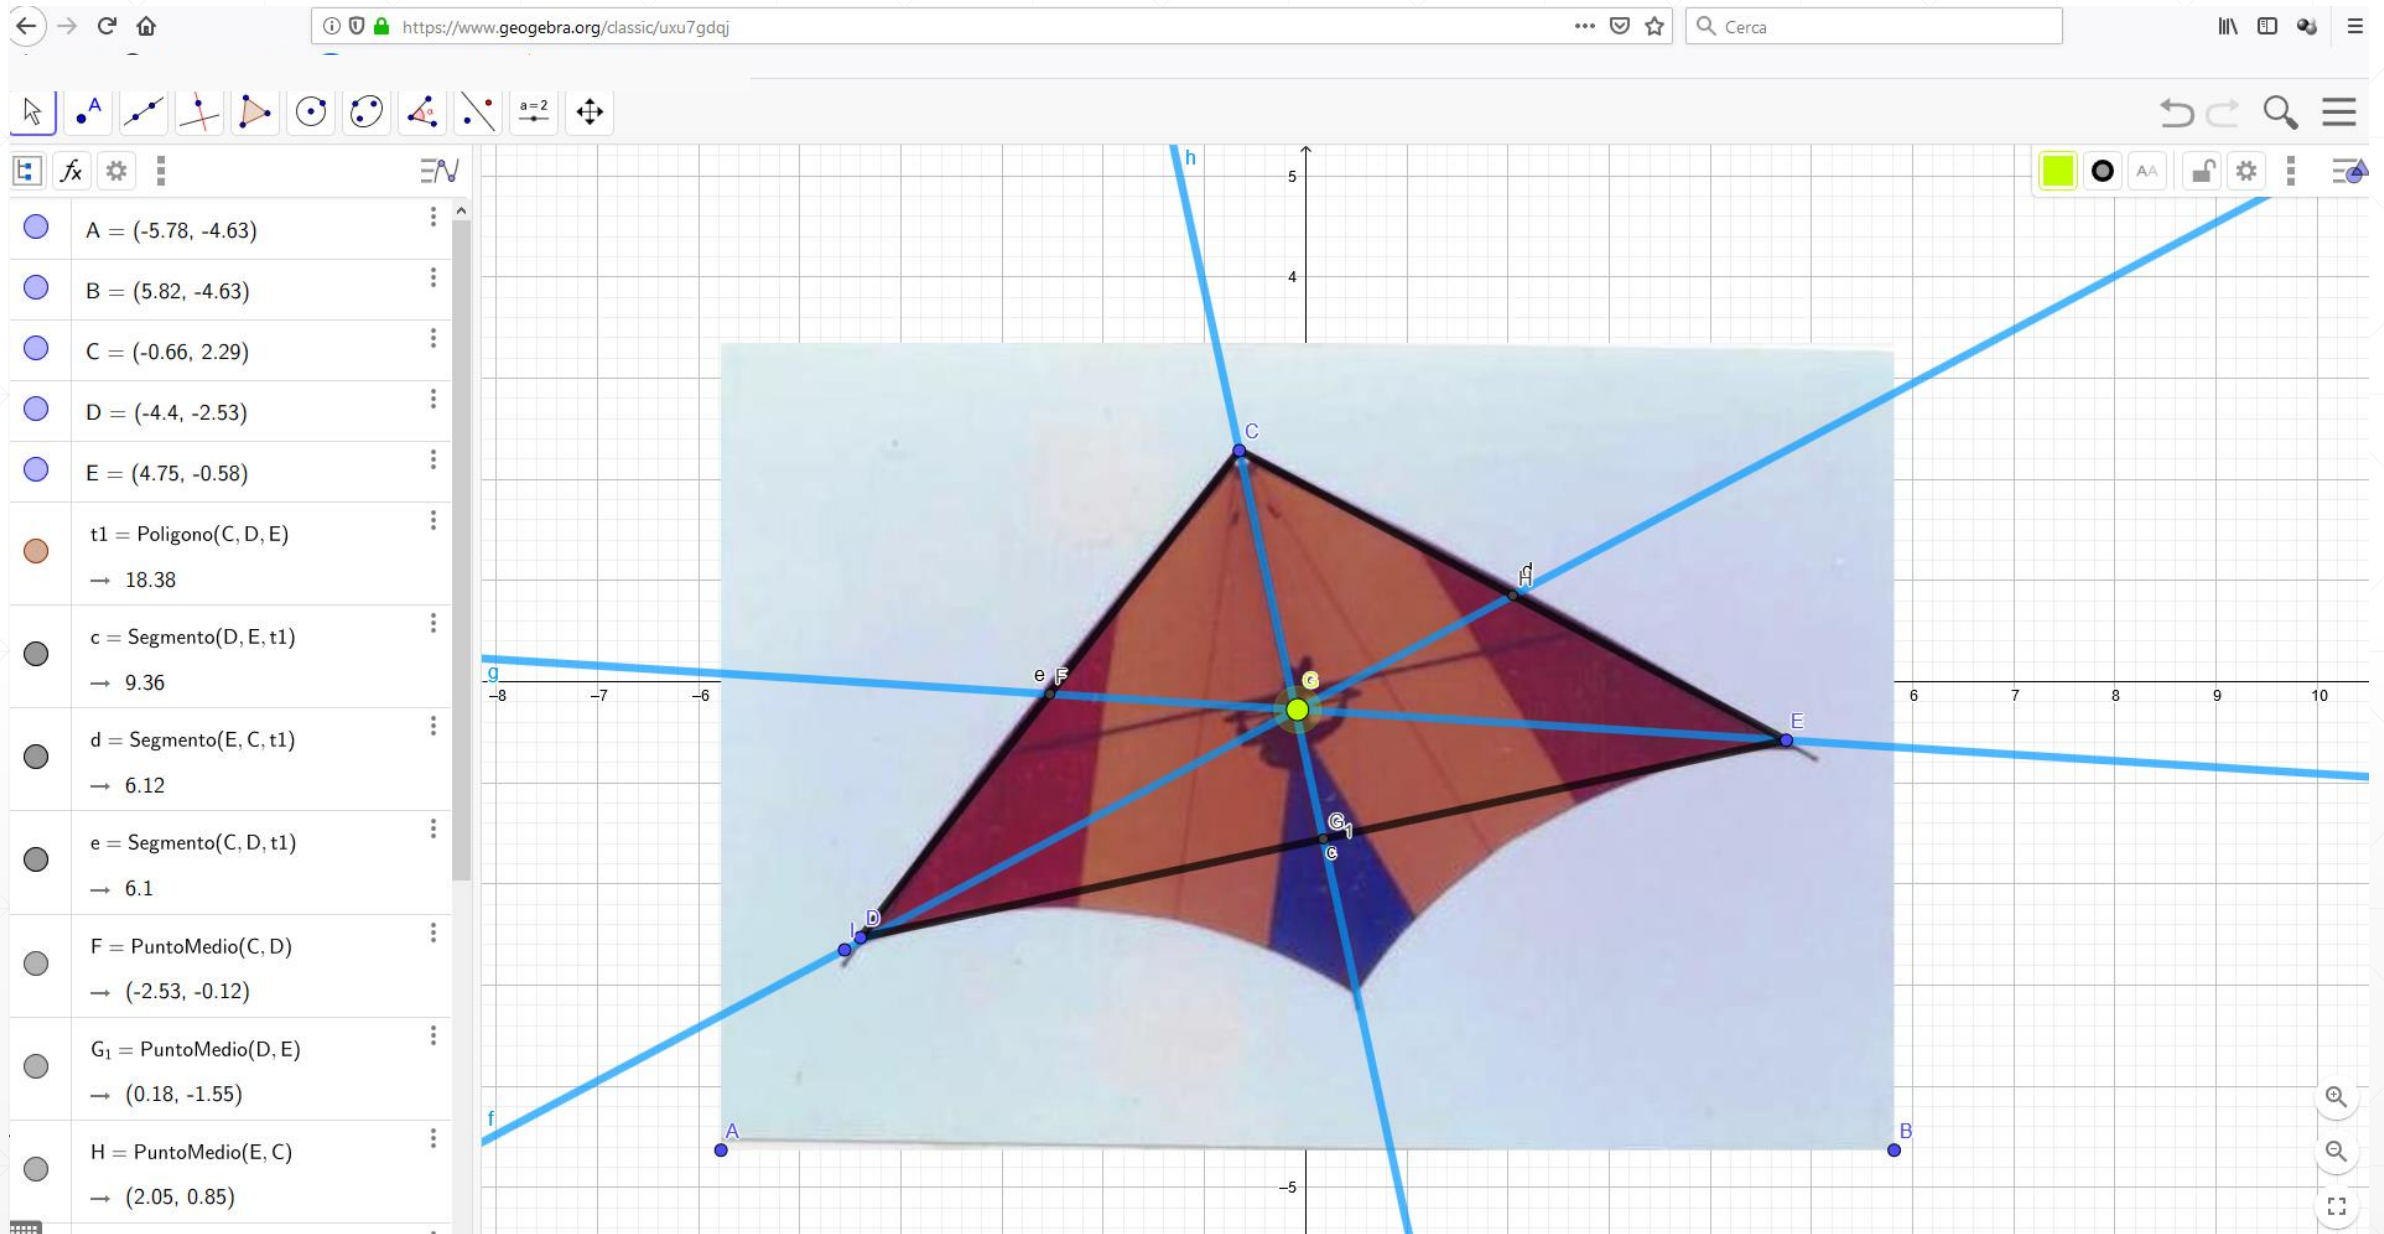 https://www.geogebra.org/classic/uxu7gdqj
Cerca
A
a=2
fx
AA
A = (-5.78, -4.63)
B = (5.82, -4.63)
C = (-0.66, 2.29)
D = (-4.4, -2.53)
E = (4.75, -0.58)
t1 = Poligono(C, D, E)
→ 18.38
c = Segmento(D, E, t1)
→ 9.36
d = Segmento(E, C, t1)
→ 6.12
e = Segmento(C, D, t1)
→ 6.1
F = PuntoMedio(C, D)
→ (-2.53, -0.12)
G₁ = PuntoMedio(D, E)
→ (0.18, -1.55)
H = PuntoMedio(E, C)
→ (2.05, 0.85)
h
5
4
C
d
H
e F
G
g
–8 –7 –6
6 7 8 9 10
E
G₁
c
I D
f
A
B
–5